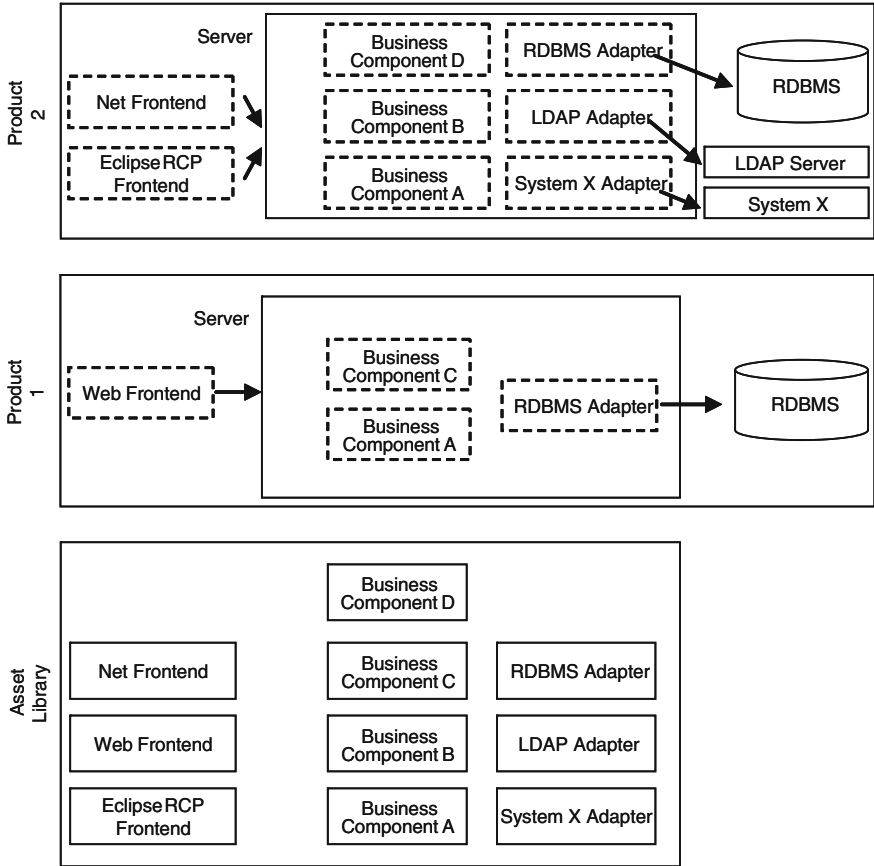 Product
2
Server
Net Frontend
Eclipse RCP
Frontend
Business
Component D
Business
Component B
Business
Component A
RDBMS Adapter
LDAP Adapter
System X Adapter
RDBMS
LDAP Server
System X
Product
1
Server
Web Frontend
Business
Component C
Business
Component A
RDBMS Adapter
RDBMS
Asset
Library
Business
Component D
Net Frontend
Business
Component C
RDBMS Adapter
Web Frontend
Business
Component B
LDAP Adapter
Eclipse RCP
Frontend
Business
Component A
System X Adapter